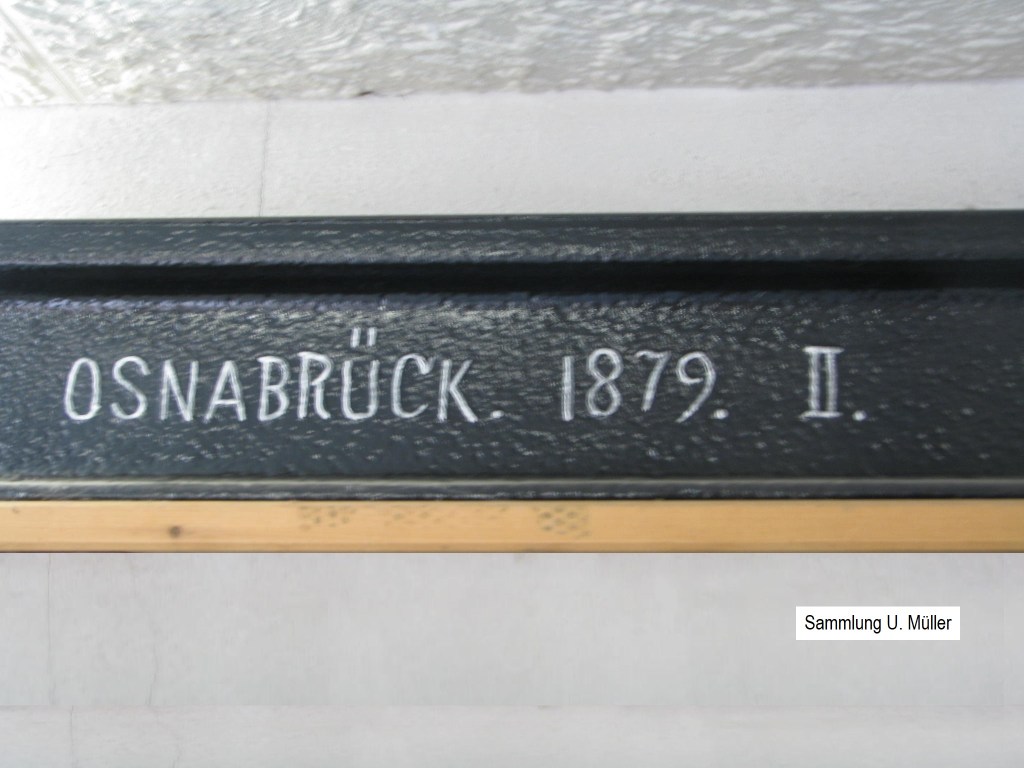 OSNABRÜCK. 1879. II.
Sammlung U. Müller